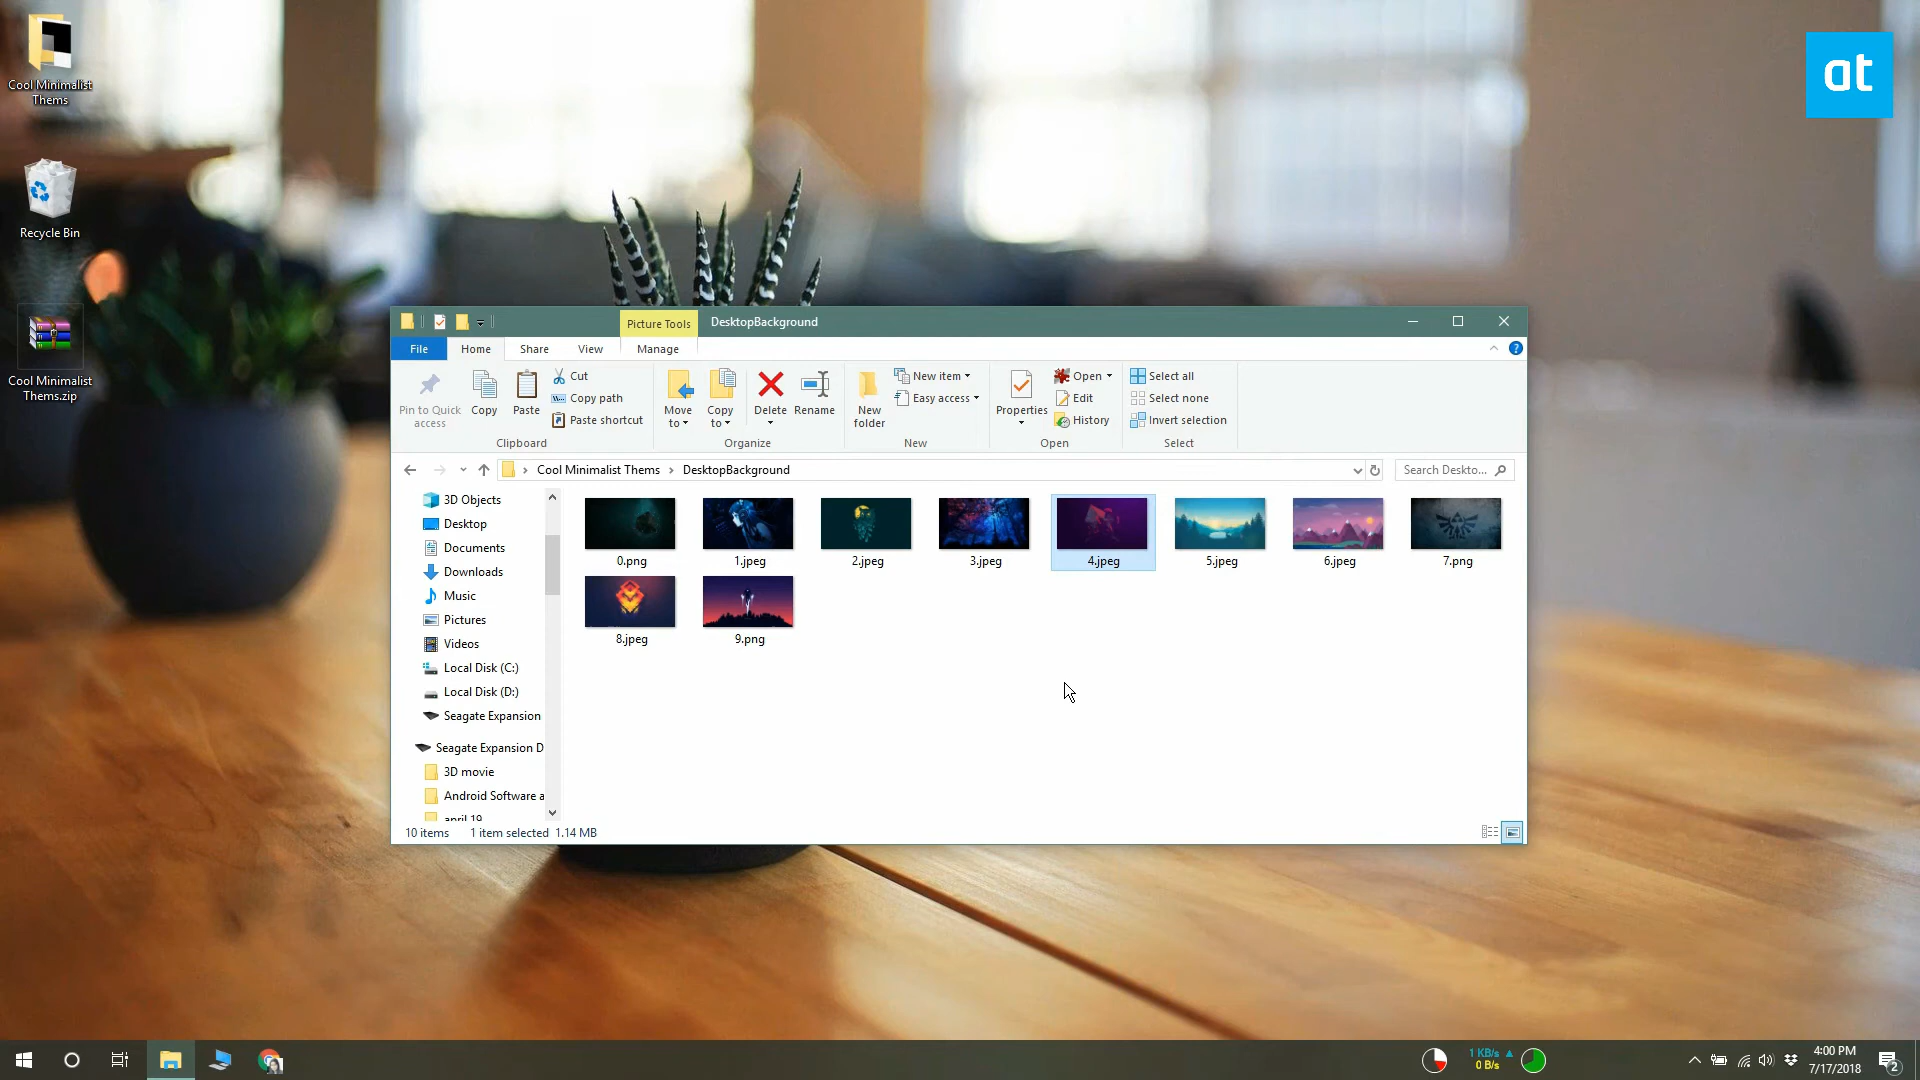 Cool Minimalist
Thems
Recycle Bin
Cool Minimalist
Thems.zip
at
Picture Tools
DesktopBackground
File
Home
Share
View
Manage
?
Pin to Quick
access
Copy
Paste
Cut
Copy path
Paste shortcut
Clipboard
Move
to
Copy
to
Delete
Rename
Organize
New
folder
New item
Easy access
New
Properties
Open
Edit
History
Open
Select all
Select none
Invert selection
Select
Cool Minimalist Thems
DesktopBackground
Search Deskto...
3D Objects
Desktop
Documents
Downloads
Music
Pictures
Videos
Local Disk (C:)
Local Disk (D:)
Seagate Expansion
Seagate Expansion D
3D movie
Android Software a
april 19
0.png
1.jpeg
2.jpeg
3.jpeg
4.jpeg
5.jpeg
6.jpeg
7.png
8.jpeg
9.png
10 items
1 item selected 1.14 MB
1 KB/s
0 B/s
4:00 PM
7/17/2018
2